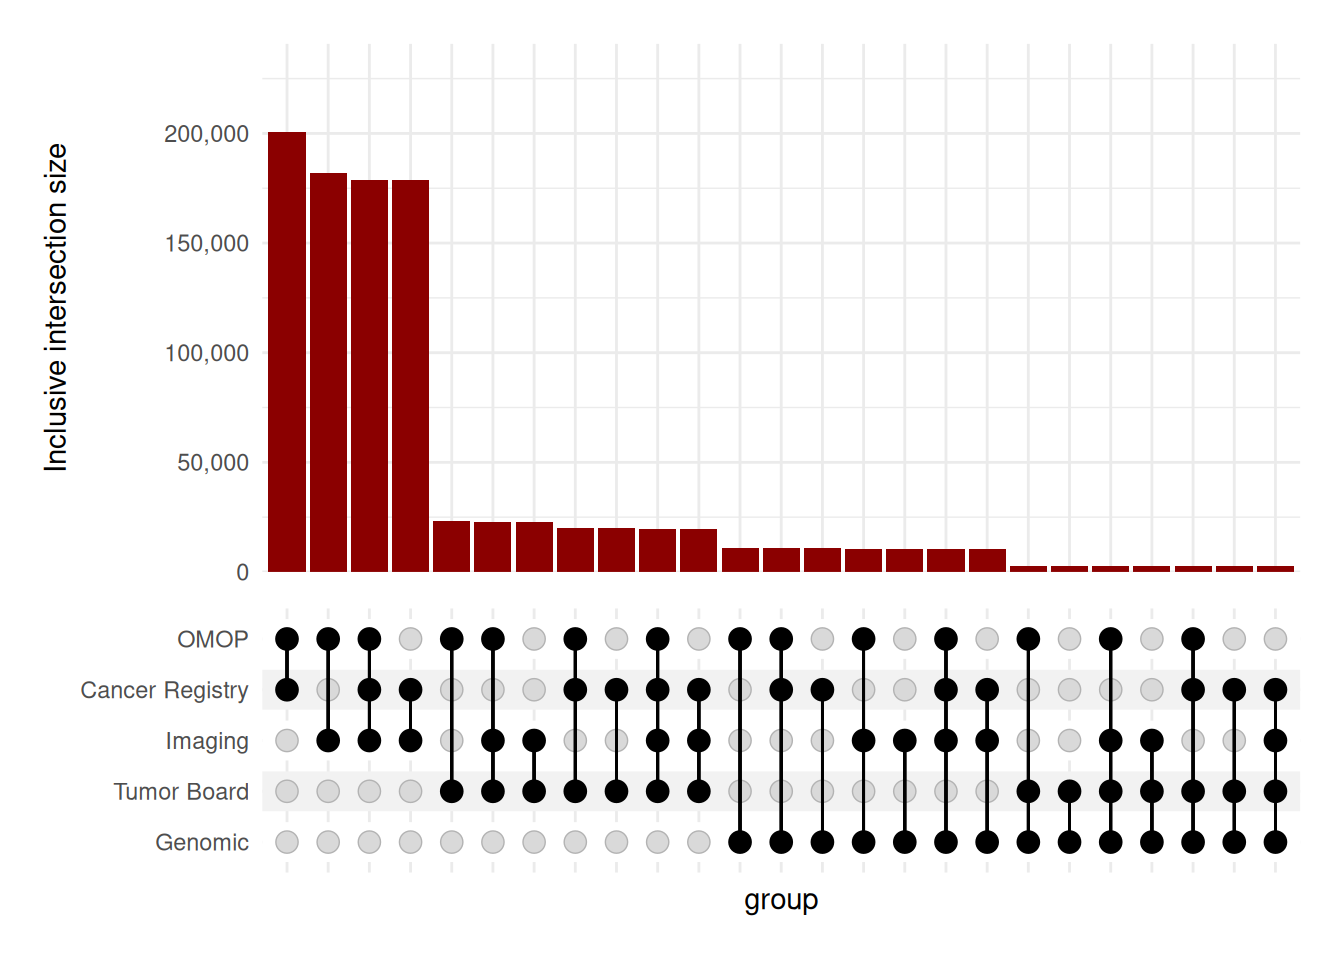 Inclusive intersection size
200,000
150,000
100,000
50,000
0
OMOP
Cancer Registry
Imaging
Tumor Board
Genomic
group